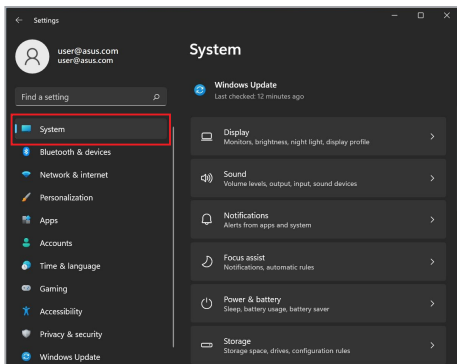 Settings
user@asus.com
user@asus.com
Find a setting
System
Bluetooth & devices
Network & internet
Personalization
Apps
Accounts
Time & language
Gaming
Accessibility
Privacy & security
Windows Update
System
Windows Update
Last checked: 12 minutes ago
Display
Monitors, brightness, night light, display profile
Sound
Volume levels, output, input, sound devices
Notifications
Alerts from apps and system
Focus assist
Notifications, automatic rules
Power & battery
Sleep, battery usage, battery saver
Storage
Storage space, drives, configuration rules